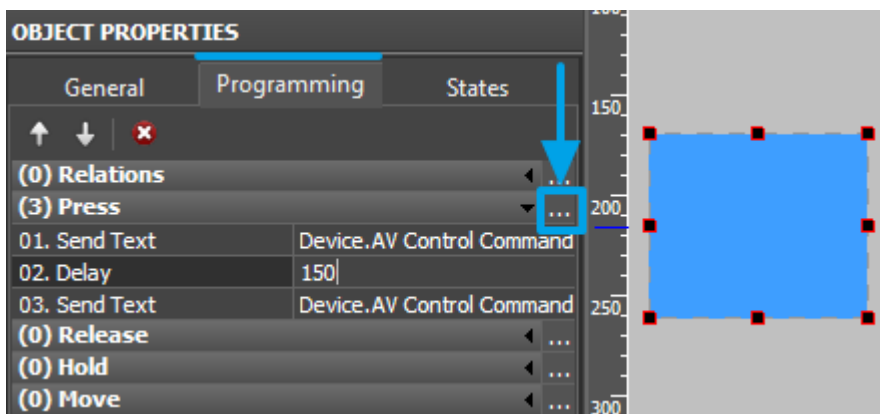 OBJECT PROPERTIES
General Programming States
(0) Relations ...
(3) Press ...
01. Send Text Device.AV Control Command
02. Delay 150
03. Send Text Device.AV Control Command
(0) Release ...
(0) Hold ...
(0) Move ...
150
200
250
300